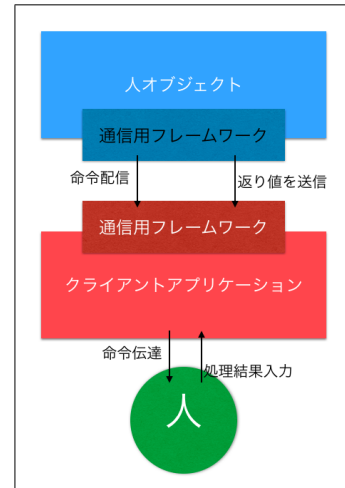 人オブジェクト
通信用フレームワーク
命令配信
返り値を送信
通信用フレームワーク
クライアントアプリケーション
命令伝達
処理結果入力
人